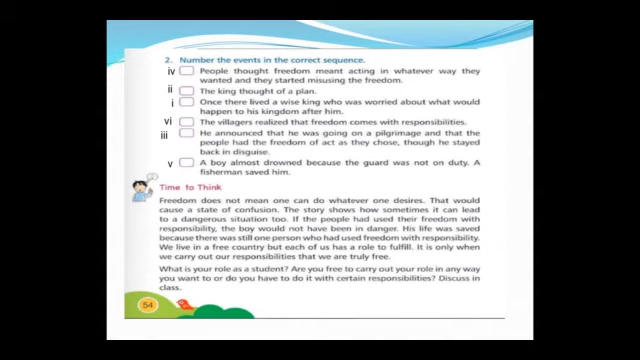 2. Number the events in the correct sequence.
iv People thought freedom meant acting in whatever way they
wanted and they started misusing the freedom.
ii The king thought of a plan.
i Once there lived a wise king who was worried about what would
happen to his kingdom after him.
vi The villagers realized that freedom comes with responsibilities.
iii He announced that he was going on a pilgrimage and that the
people had the freedom of act as they chose, though he stayed
back in disguise.
v A boy almost drowned because the guard was not on duty. A
fisherman saved him.
Time to Think
Freedom does not mean one can do whatever one desires. That would
cause a state of confusion. The story shows how sometimes it can lead
to a dangerous situation too. If the people had used their freedom with
responsibility, the boy would not have been in danger. His life was saved
because there was still one person who had used freedom with responsibility.
We live in a free country but each of us has a role to fulfill. It is only when
we carry out our responsibilities that we are truly free.
What is your role as a student? Are you free to carry out your role in any way
you want to or do you have to do it with certain responsibilities? Discuss in
class.
54